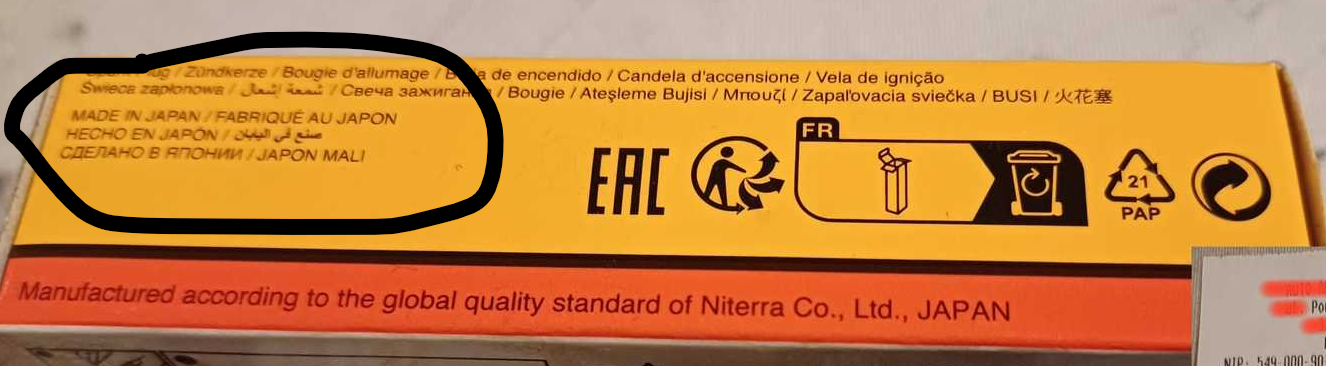 Spark Plug / Zündkerze / Bougie d'allumage / Bujía de encendido / Candela d'accensione / Vela de ignição
Świeca zapłonowa / شمعة إشعال / Свеча зажигания / Bougie / Ateşleme Bujisi / Μπουζί / Zapaľovacia sviečka / BUSI / 火花塞
MADE IN JAPAN / FABRIQUÉ AU JAPON
HECHO EN JAPÓN / صنع في اليابان
СДЕЛАНО В ЯПОНИИ / JAPON MALI
EAC
FR
21
PAP
Manufactured according to the global quality standard of Niterra Co., Ltd., JAPAN